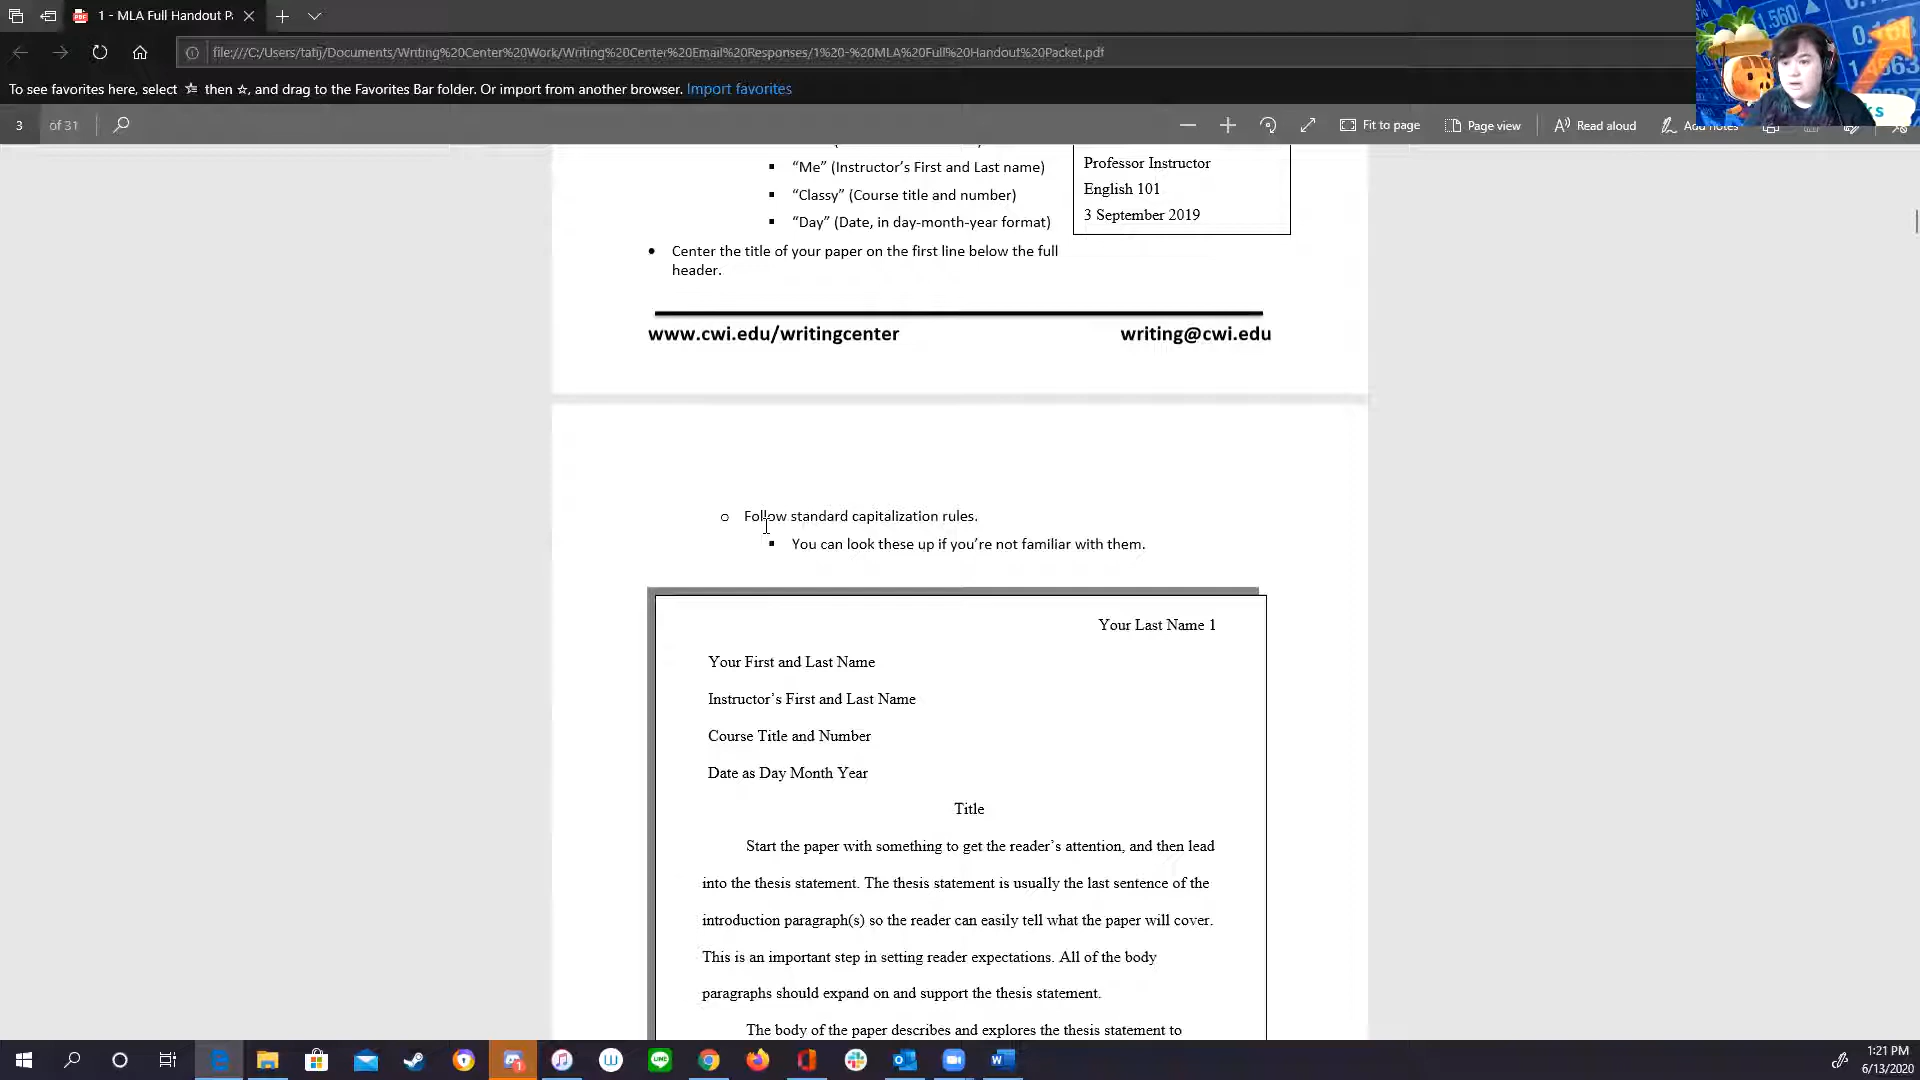 1 - MLA Full Handout P
file:///C:/Users/tatij/Documents/Writing%20Center%20Work/Writing%20Center%20Email%20Responses/1%20-%20MLA%20Full%20Handout%20Packet.pdf
To see favorites here, select then , and drag to the Favorites Bar folder. Or import from another browser. Import favorites
3 of 31 Fit to page Page view Read aloud Add notes
“Me” (Instructor’s First and Last name)
“Classy” (Course title and number)
“Day” (Date, in day-month-year format)
Professor Instructor
English 101
3 September 2019
• Center the title of your paper on the first line below the full
header.
www.cwi.edu/writingcenter writing@cwi.edu
o Follow standard capitalization rules.
▪ You can look these up if you’re not familiar with them.
Your Last Name 1
Your First and Last Name
Instructor’s First and Last Name
Course Title and Number
Date as Day Month Year
Title
Start the paper with something to get the reader’s attention, and then lead
into the thesis statement. The thesis statement is usually the last sentence of the
introduction paragraph(s) so the reader can easily tell what the paper will cover.
This is an important step in setting reader expectations. All of the body
paragraphs should expand on and support the thesis statement.
The body of the paper describes and explores the thesis statement to
1:21 PM
6/13/2020